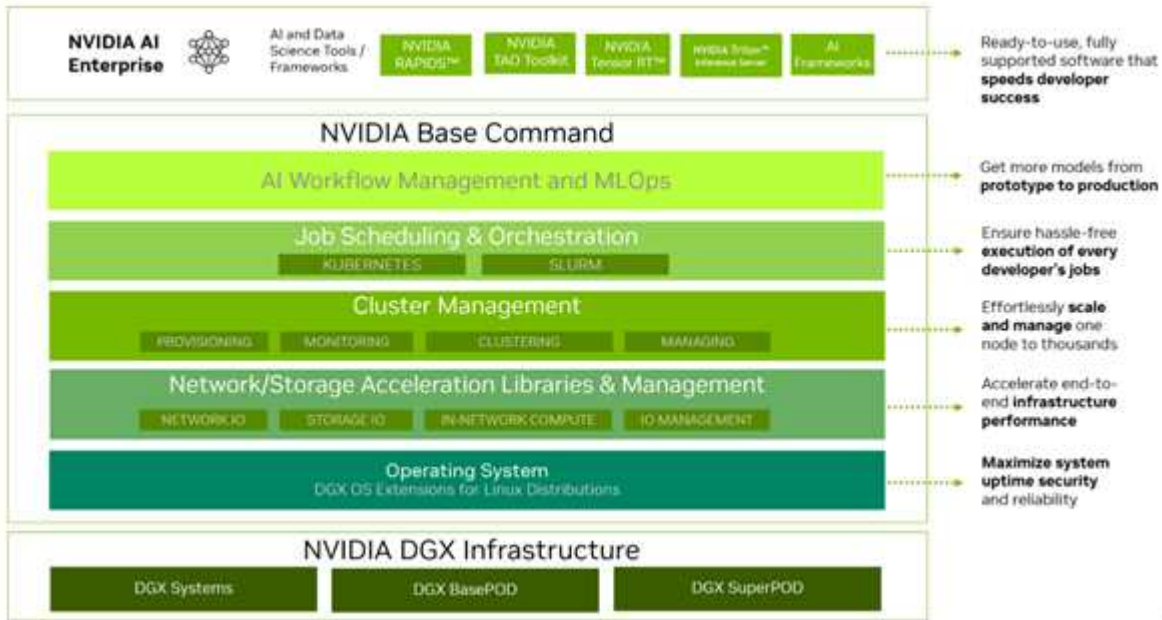 NVIDIA AI
Enterprise
AI and Data
Science Tools /
Frameworks
NVIDIA
RAPIDS™
NVIDIA
TAO Toolkit
NVIDIA
Tensor RT™
NVIDIA Triton™
Inference Server
AI
Frameworks
Ready-to-use, fully
supported software that
speeds developer
success
NVIDIA Base Command
AI Workflow Management and MLOps
Get more models from
prototype to production
Job Scheduling & Orchestration
KUBERNETES
SLURM
Ensure hassle-free
execution of every
developer's jobs
Cluster Management
PROVISIONING
MONITORING
CLUSTERING
MANAGING
Effortlessly scale
and manage one
node to thousands
Network/Storage Acceleration Libraries & Management
NETWORK IO
STORAGE IO
IN-NETWORK COMPUTE
IO MANAGEMENT
Accelerate end-to-
end infrastructure
performance
Operating System
DGX OS Extensions for Linux Distributions
Maximize system
uptime security
and reliability
NVIDIA DGX Infrastructure
DGX Systems
DGX BasePOD
DGX SuperPOD